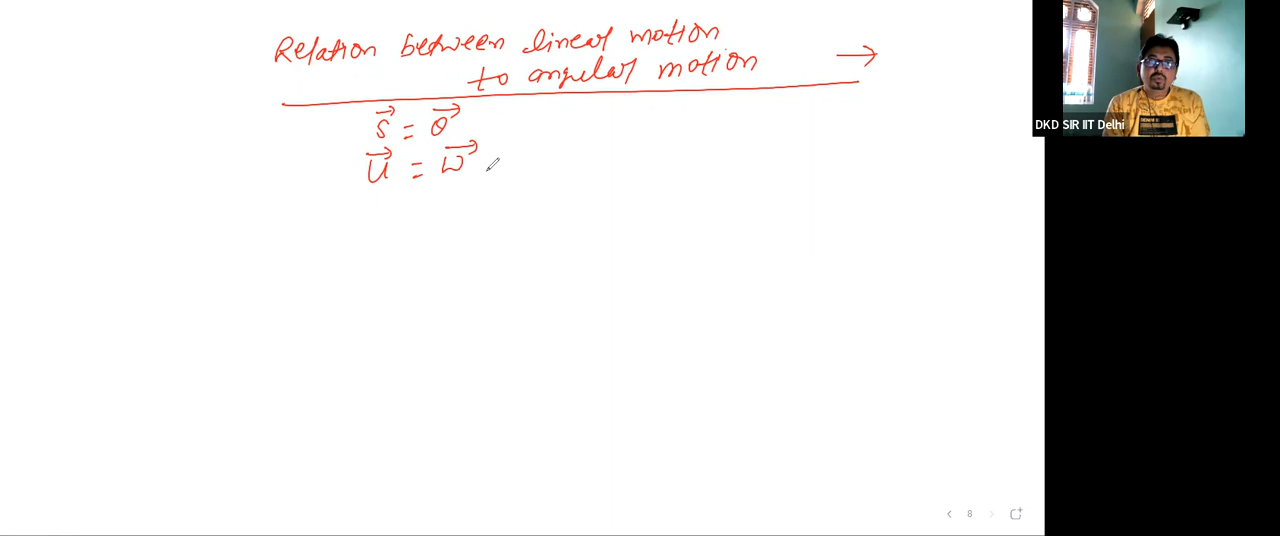 Relation between linear motion
to angular motion →
s⃗ = θ⃗
u⃗ = ω⃗
DKD SIR IIT Delhi
8